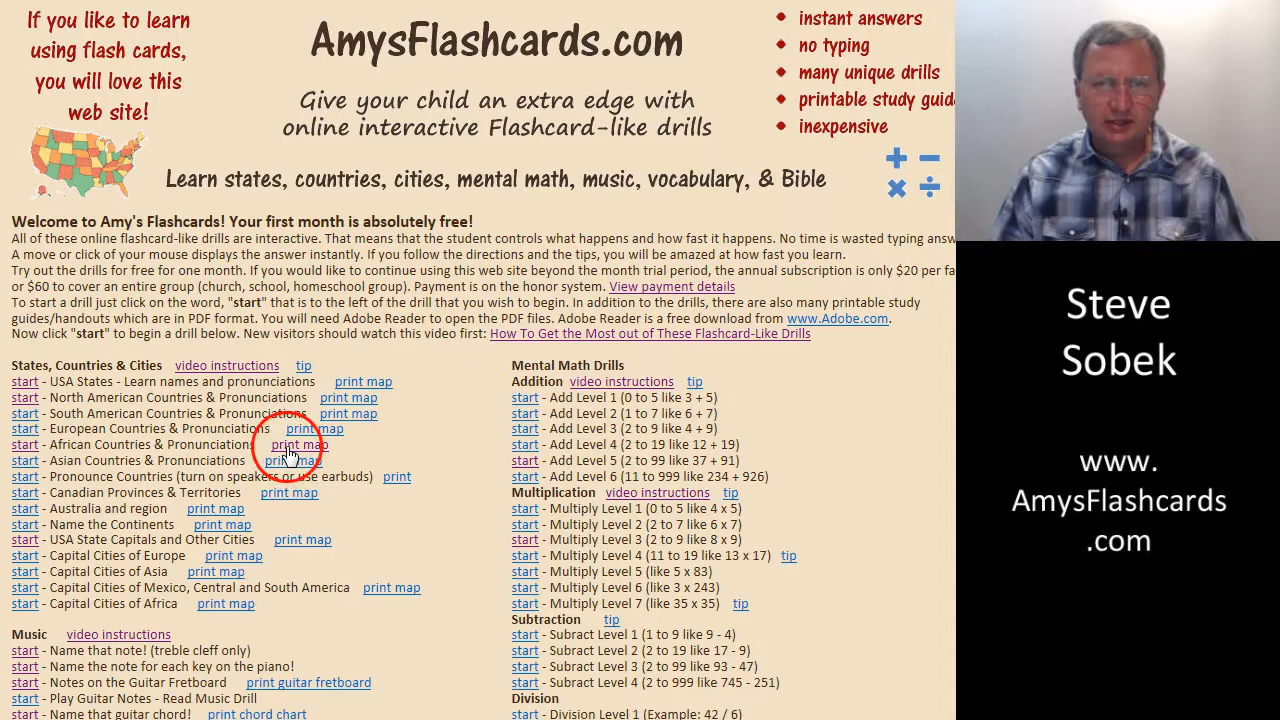 If you like to learn
using flash cards,
you will love this
web site!
AmysFlashcards.com
Give your child an extra edge with
online interactive Flashcard-like drills
Learn states, countries, cities, mental math, music, vocabulary, & Bible
• instant answers
• no typing
• many unique drills
• printable study guid
• inexpensive
Welcome to Amy's Flashcards! Your first month is absolutely free!
All of these online flashcard-like drills are interactive. That means that the student controls what happens and how fast it happens. No time is wasted typing answ
A move or click of your mouse displays the answer instantly. If you follow the directions and the tips, you will be amazed at how fast you learn.
Try out the drills for free for one month. If you would like to continue using this web site beyond the month trial period, the annual subscription is only $20 per fa
or $60 to cover an entire group (church, school, homeschool group). Payment is on the honor system. View payment details
To start a drill just click on the word, "start" that is to the left of the drill that you wish to begin. In addition to the drills, there are also many printable study
guides/handouts which are in PDF format. You will need Adobe Reader to open the PDF files. Adobe Reader is a free download from www.Adobe.com.
Now click "start" to begin a drill below. New visitors should watch this video first: How To Get the Most out of These Flashcard-Like Drills
States, Countries & Cities video instructions tip
start - USA States - Learn names and pronunciations print map
start - North American Countries & Pronunciations print map
start - South American Countries & Pronunciations print map
start - European Countries & Pronunciations print map
start - African Countries & Pronunciations print map
start - Asian Countries & Pronunciations print map
start - Pronounce Countries (turn on speakers or use earbuds) print
start - Canadian Provinces & Territories print map
start - Australia and region print map
start - Name the Continents print map
start - USA State Capitals and Other Cities print map
start - Capital Cities of Europe print map
start - Capital Cities of Asia print map
start - Capital Cities of Mexico, Central and South America print map
start - Capital Cities of Africa print map
Music video instructions
start - Name that note! (treble cleff only)
start - Name the note for each key on the piano!
start - Notes on the Guitar Fretboard print guitar fretboard
start - Play Guitar Notes - Read Music Drill
start - Name that guitar chord! print chord chart
Mental Math Drills
Addition video instructions tip
start - Add Level 1 (0 to 5 like 3 + 5)
start - Add Level 2 (1 to 7 like 6 + 7)
start - Add Level 3 (2 to 9 like 4 + 9)
start - Add Level 4 (2 to 19 like 12 + 19)
start - Add Level 5 (2 to 99 like 37 + 91)
start - Add Level 6 (11 to 999 like 234 + 926)
Multiplication video instructions tip
start - Multiply Level 1 (0 to 5 like 4 x 5)
start - Multiply Level 2 (2 to 7 like 6 x 7)
start - Multiply Level 3 (2 to 9 like 8 x 9)
start - Multiply Level 4 (11 to 19 like 13 x 17) tip
start - Multiply Level 5 (like 5 x 83)
start - Multiply Level 6 (like 3 x 243)
start - Multiply Level 7 (like 35 x 35) tip
Subtraction tip
start - Subract Level 1 (1 to 9 like 9 - 4)
start - Subract Level 2 (2 to 19 like 17 - 9)
start - Subract Level 3 (2 to 99 like 93 - 47)
start - Subract Level 4 (2 to 999 like 745 - 251)
Division
start - Division Level 1 (Example: 42 / 6)
Steve
Sobek
www.
AmysFlashcards
.com